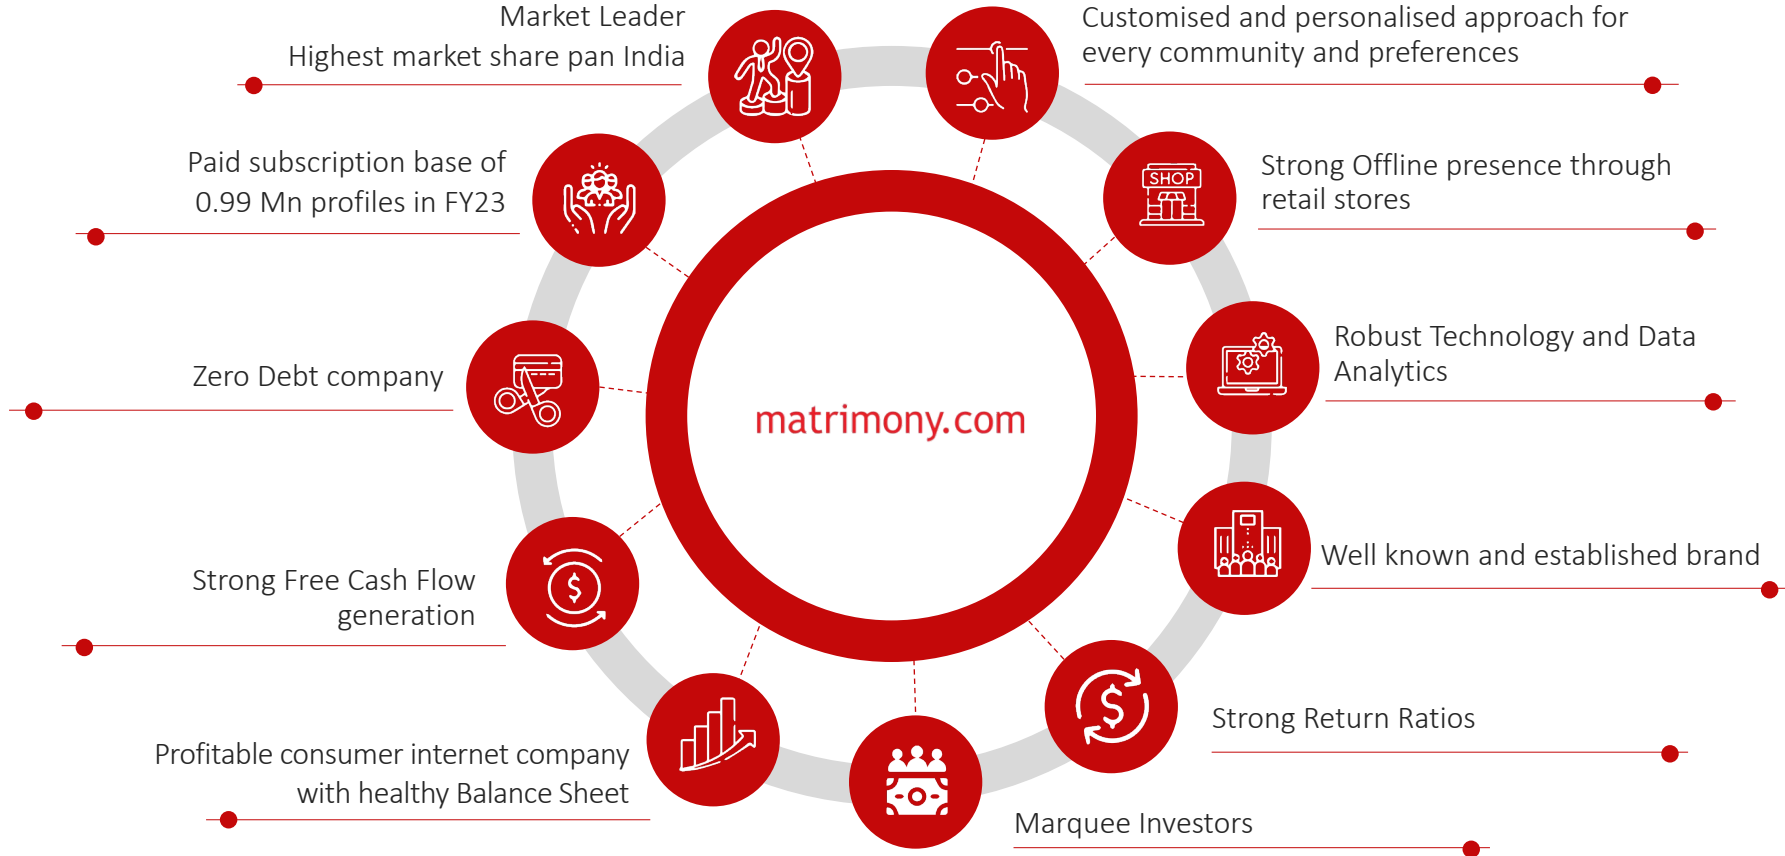 Market Leader
Highest market share pan India
Customised and personalised approach for
every community and preferences
Paid subscription base of
0.99 Mn profiles in FY23
SHOP
Strong Offline presence through
retail stores
Zero Debt company
matrimony.com
Robust Technology and Data
Analytics
Strong Free Cash Flow
generation
Well known and established brand
Profitable consumer internet company
with healthy Balance Sheet
Strong Return Ratios
Marquee Investors